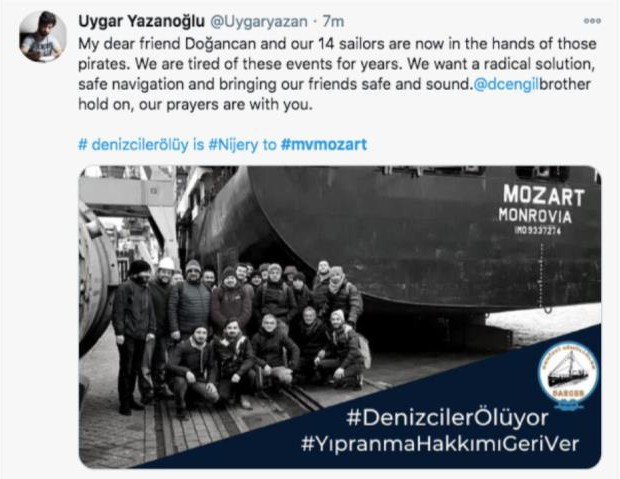 Uygar Yazanoğlu @Uygaryazan · 7m
My dear friend Doğancan and our 14 sailors are now in the hands of those
pirates. We are tired of these events for years. We want a radical solution,
safe navigation and bringing our friends safe and sound.@dcengilbrother
hold on, our prayers are with you.
# denizcilerölüy is #Nijery to #mvmozart
MOZART
MONROVIA
IMO9337274
#DenizcilerÖlüyor
#YıpranmaHakkımıGeriVer